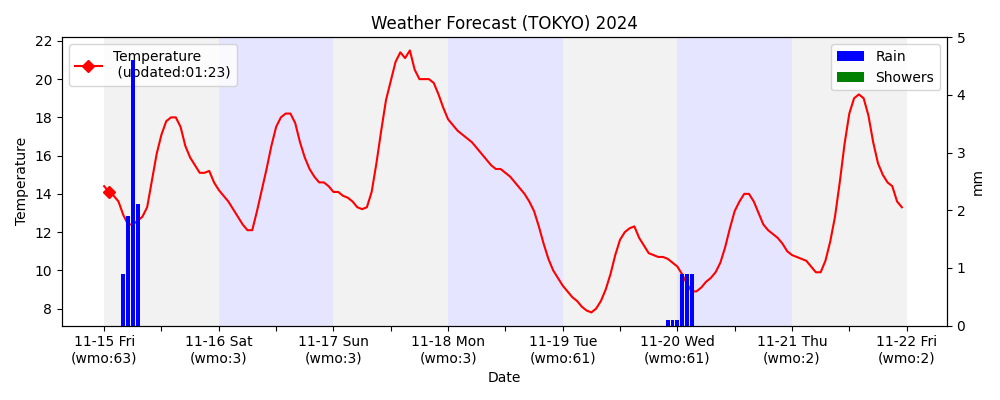 Weather Forecast (TOKYO) 2024
Temperature
(updated:01:23)
Rain
Showers
22
20
18
16
14
12
10
8
Temperature
5
4
3
2
1
0
mm
11-15 Fri
(wmo:63)
11-16 Sat
(wmo:3)
11-17 Sun
(wmo:3)
11-18 Mon
(wmo:3)
11-19 Tue
(wmo:61)
11-20 Wed
(wmo:61)
11-21 Thu
(wmo:2)
11-22 Fri
(wmo:2)
Date